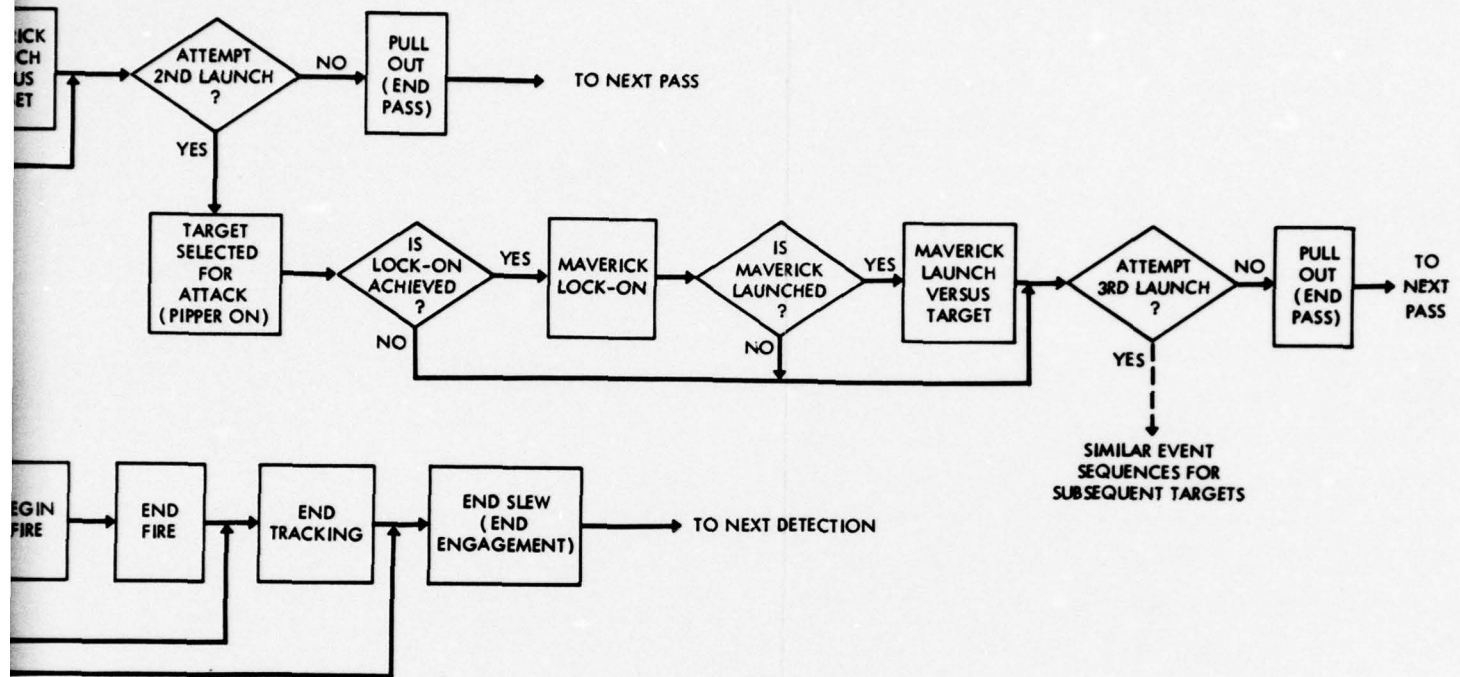 ATTEMPT
2ND LAUNCH
?
NO
YES
PULL
OUT
(END
PASS)
TO NEXT PASS
TARGET
SELECTED
FOR
ATTACK
(PIPPER ON)
IS
LOCK-ON
ACHIEVED
?
YES
NO
MAVERICK
LOCK-ON
IS
MAVERICK
LAUNCHED
?
YES
NO
MAVERICK
LAUNCH
VERSUS
TARGET
ATTEMPT
3RD LAUNCH
?
NO
YES
PULL
OUT
(END
PASS)
TO
NEXT
PASS
SIMILAR EVENT
SEQUENCES FOR
SUBSEQUENT TARGETS
EGIN
FIRE
END
FIRE
END
TRACKING
END SLEW
(END
ENGAGEMENT)
TO NEXT DETECTION